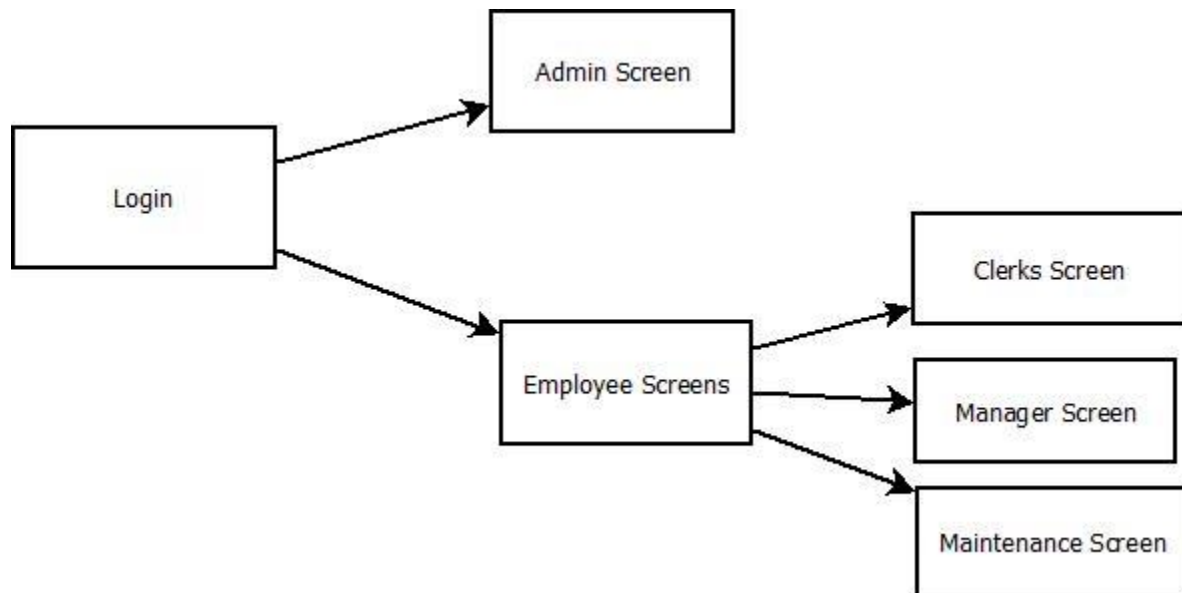 Admin Screen
Login
Clerks Screen
Employee Screens
Manager Screen
Maintenance Screen